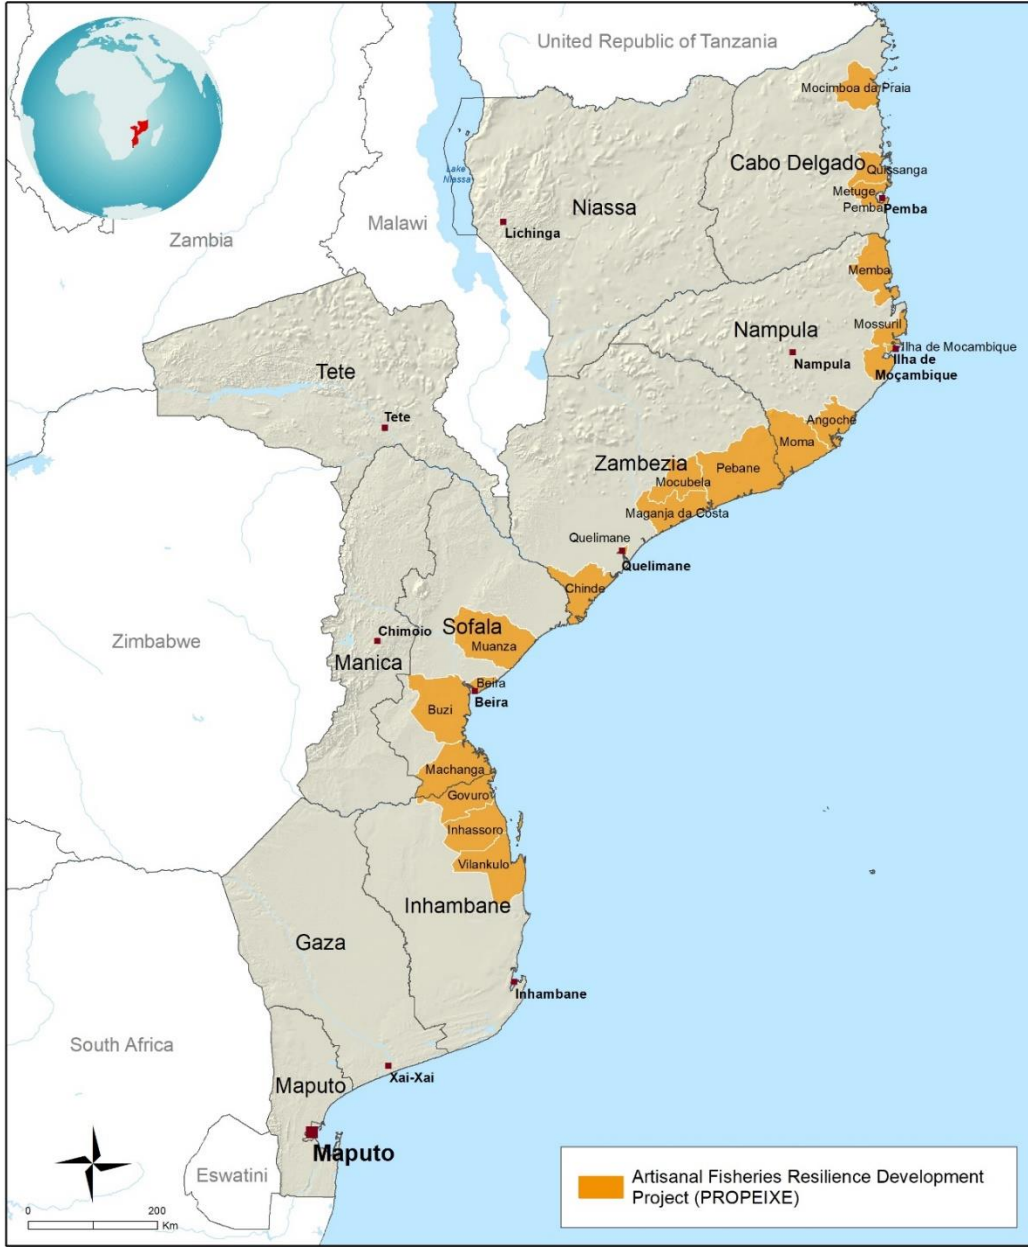 United Republic of Tanzania
Mocimboa da Praia
Cabo Delgado
Quissanga
Lake
Niassa
Metuge
Niassa
Pemba
Pemba
Malawi
Lichinga
Zambia
Memba
Mossuril
Nampula
Ilha de Mocambique
Nampula
Ilha de
Moçambique
Tete
Tete
Angoche
Moma
Zambezia
Pebane
Mocubela
Maganja da Costa
Quelimane
Quelimane
Chinde
Sofala
Chimoio
Zimbabwe
Muanza
Manica
Beira
Beira
Buzi
Machanga
Govuro
Inhassoro
Vilankulo
Inhambane
Gaza
Inhambane
South Africa
Xai-Xai
Maputo
Maputo
Eswatini
Artisanal Fisheries Resilience Development
Project (PROPEIXE)
0 200
Km